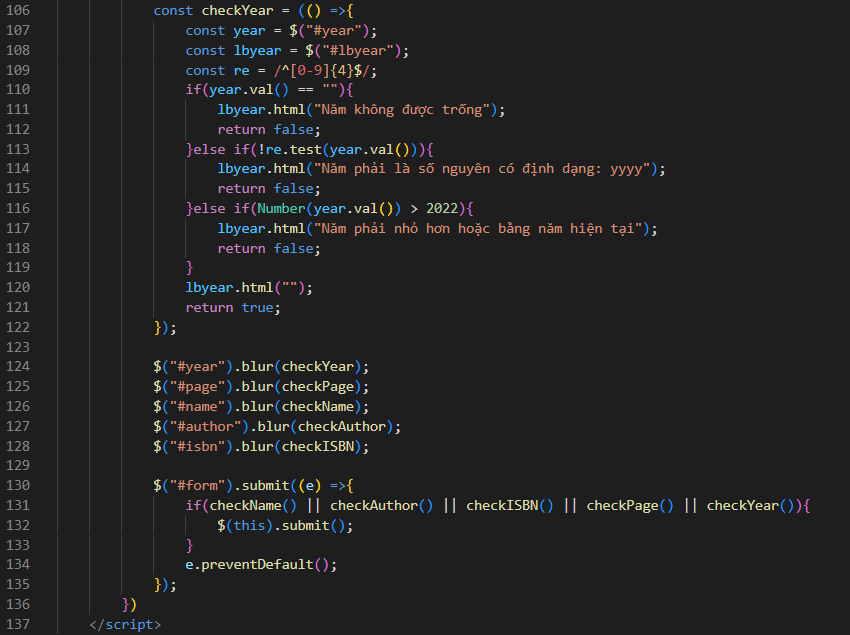 106 const checkYear = (() =>{
107 const year = $("#year");
108 const lbyear = $("#lbyear");
109 const re = /^[0-9]{4}$/;
110 if(year.val() == ""){
111 lbyear.html("Năm không được trống");
112 return false;
113 }else if(!re.test(year.val())){
114 lbyear.html("Năm phải là số nguyên có định dạng: yyyy");
115 return false;
116 }else if(Number(year.val()) > 2022){
117 lbyear.html("Năm phải nhỏ hơn hoặc bằng năm hiện tại");
118 return false;
119 }
120 lbyear.html("");
121 return true;
122 });
123
124 $("#year").blur(checkYear);
125 $("#page").blur(checkPage);
126 $("#name").blur(checkName);
127 $("#author").blur(checkAuthor);
128 $("#isbn").blur(checkISBN);
129
130 $("#form").submit((e) =>{
131 if(checkName() || checkAuthor() || checkISBN() || checkPage() || checkYear()){
132 $(this).submit();
133 }
134 e.preventDefault();
135 });
136 })
137 </script>